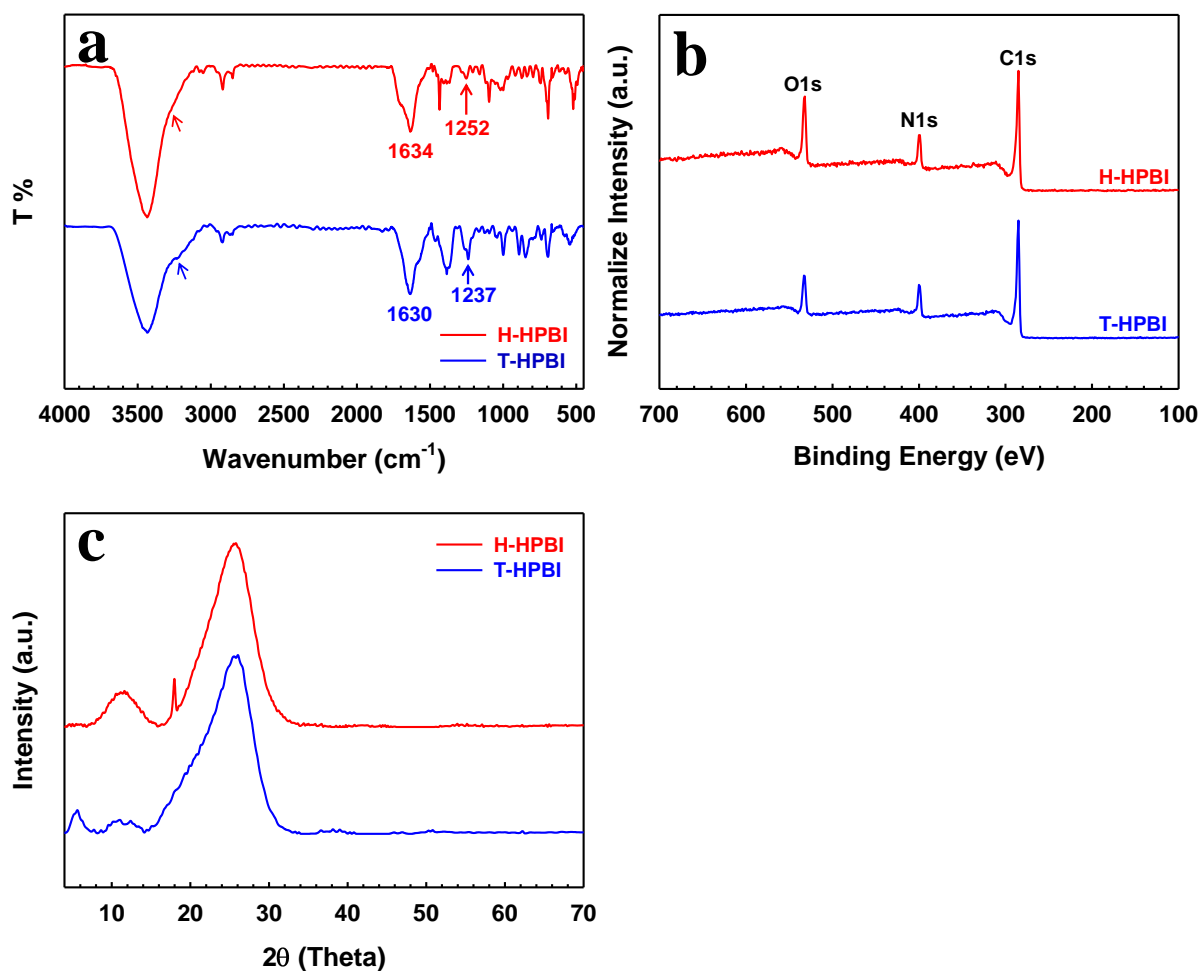 a
T %
1634
1252
1630
1237
H-HPBI
T-HPBI
4000 3500 3000 2500 2000 1500 1000 500
Wavenumber (cm⁻¹)
b
Normalize Intensity (a.u.)
O1s
N1s
C1s
H-HPBI
T-HPBI
700 600 500 400 300 200 100
Binding Energy (eV)
c
Intensity (a.u.)
H-HPBI
T-HPBI
10 20 30 40 50 60 70
2θ (Theta)